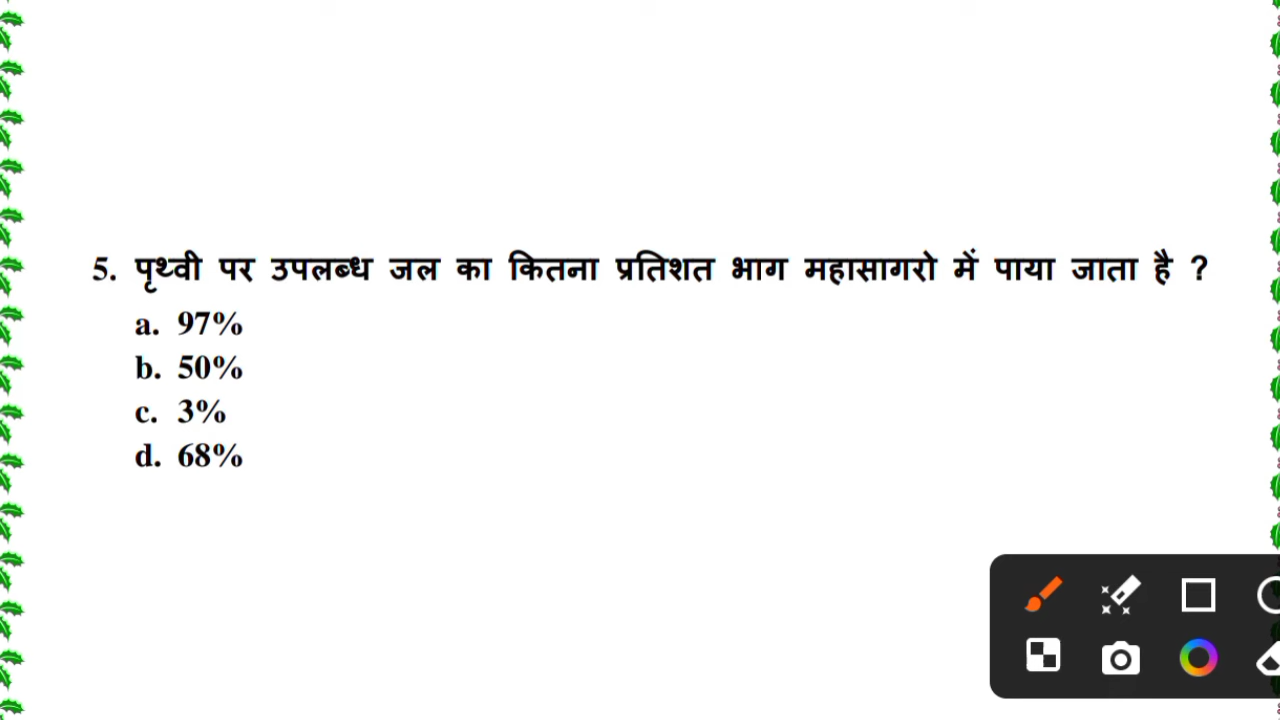 5. पृथ्वी पर उपलब्ध जल का कितना प्रतिशत भाग महासागरो में पाया जाता है ?
a. 97%
b. 50%
c. 3%
d. 68%